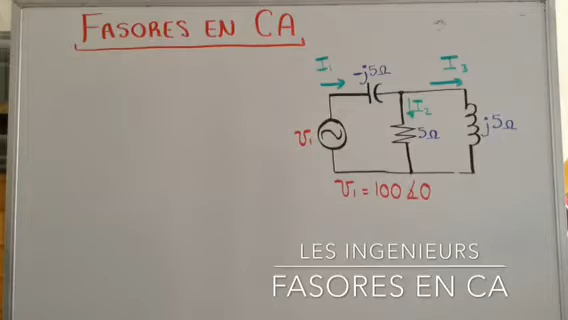 FASORES EN CA
I₁
-j5Ω
I₃
I₂
5Ω
j5Ω
V₁
V₁ = 100∡0
LES INGENIEURS
FASORES EN CA